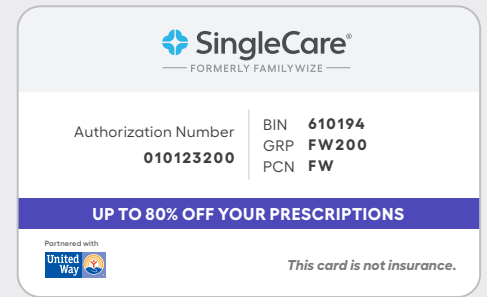 SingleCare®
FORMERLY FAMILYWIZE
Authorization Number
010123200
BIN 610194
GRP FW200
PCN FW
UP TO 80% OFF YOUR PRESCRIPTIONS
Partnered with
United
Way
This card is not insurance.